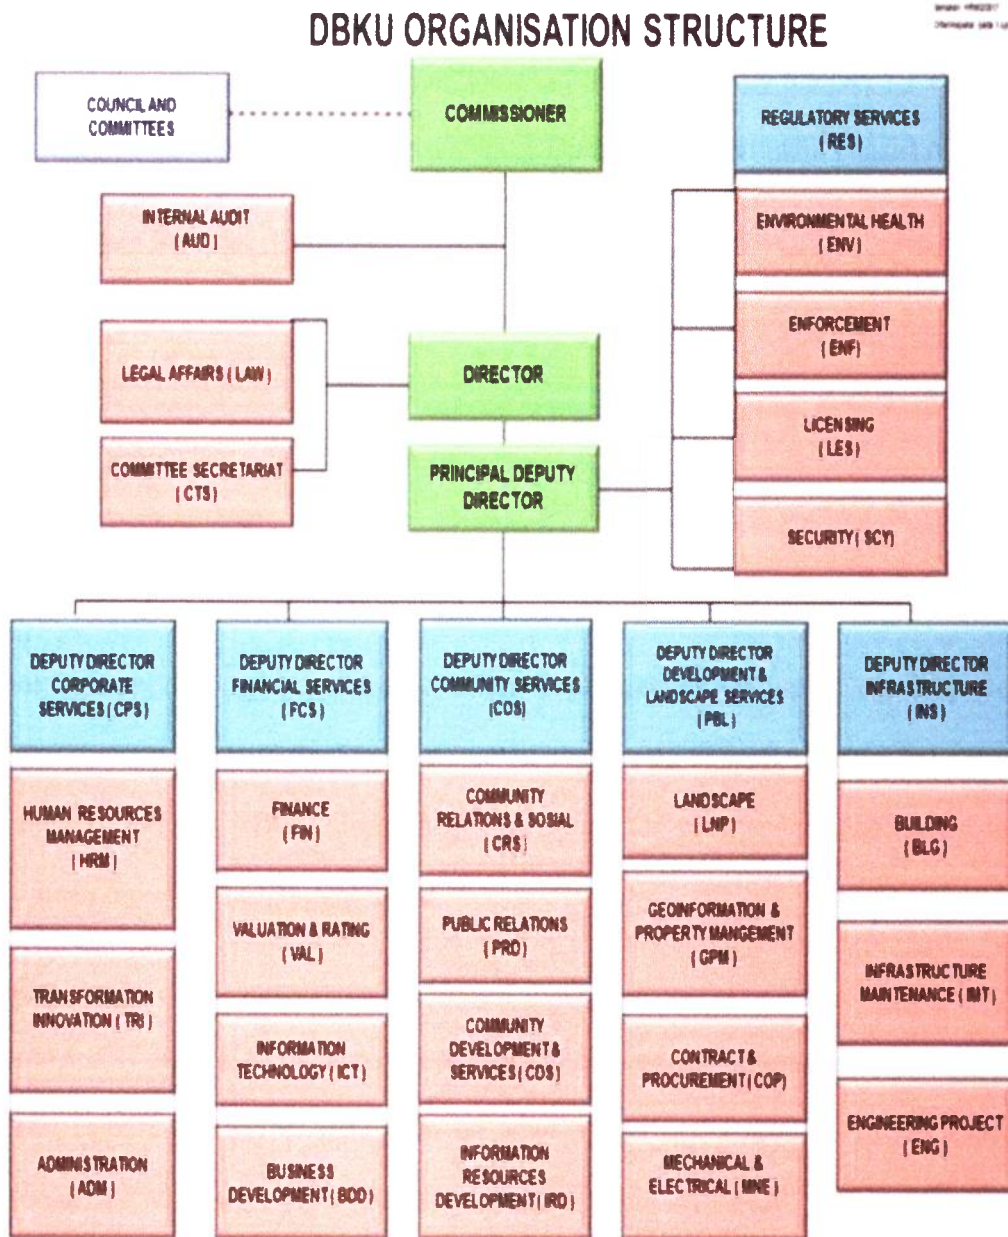 DBKU ORGANISATION STRUCTURE
COUNCIL AND
COMMITTEES
COMMISSIONER
REGULATORY SERVICES
(RES)
INTERNAL AUDIT
(AUD)
ENVIRONMENTAL HEALTH
(ENV)
ENFORCEMENT
(ENF)
LEGAL AFFAIRS (LAW)
DIRECTOR
LICENSING
(LES)
COMMITTEE SECRETARIAT
(CTS)
PRINCIPAL DEPUTY
DIRECTOR
SECURITY (SCY)
DEPUTY DIRECTOR
CORPORATE
SERVICES (CPS)
HUMAN RESOURCES
MANAGEMENT
(HRM)
TRANSFORMATION
INNOVATION (TRI)
ADMINISTRATION
(ADM)
DEPUTY DIRECTOR
FINANCIAL SERVICES
(FCS)
FINANCE
(FIN)
VALUATION & RATING
(VAL)
INFORMATION
TECHNOLOGY (ICT)
BUSINESS
DEVELOPMENT (BDD)
DEPUTY DIRECTOR
COMMUNITY SERVICES
(COS)
COMMUNITY
RELATIONS & SOSIAL
(CRS)
PUBLIC RELATIONS
(PRD)
COMMUNITY
DEVELOPMENT &
SERVICES (CDS)
INFORMATION
RESOURCES
DEVELOPMENT (IRD)
DEPUTY DIRECTOR
DEVELOPMENT &
LANDSCAPE SERVICES
(PBL)
LANDSCAPE
(LNP)
GEOINFORMATION &
PROPERTY MANGEMENT
(GPM)
CONTRACT &
PROCUREMENT (COP)
MECHANICAL &
ELECTRICAL (MNE)
DEPUTY DIRECTOR
INFRASTRUCTURE
(INS)
BUILDING
(BLG)
INFRASTRUCTURE
MAINTENANCE (IMT)
ENGINEERING PROJECT
(ENG)